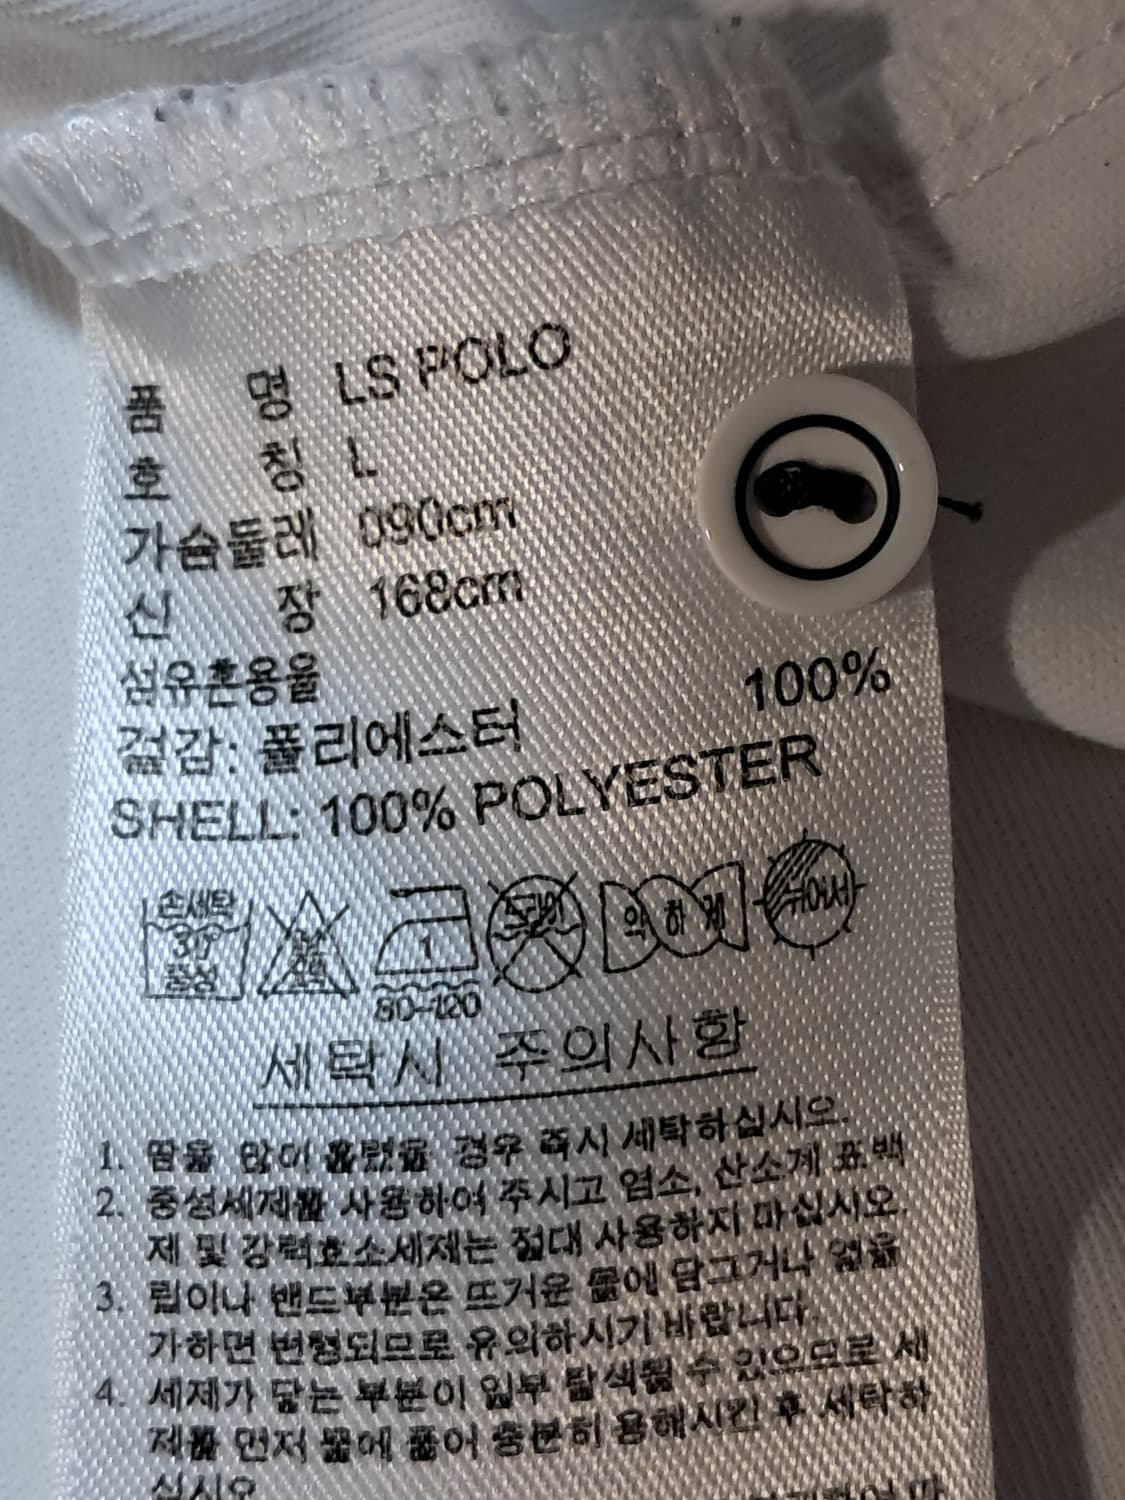 품 명 LS POLO
호 칭 L
가슴둘레 090cm
신 장 168cm
섬유혼용율
겉감: 폴리에스터 100%
SHELL: 100% POLYESTER
손세탁 30° 중성 1 드라이 약하게 뉘어서
80-120
세탁시 주의사항
1. 땀을 많이 흘렸을 경우 즉시 세탁하십시오.
2. 중성세제를 사용하여 주시고 염소, 산소계 표백
제 및 강력효소세제는 절대 사용하지 마십시오.
3. 립이나 밴드부분은 뜨거운 물에 담그거나 열을
가하면 변형되므로 유의하시기 바랍니다.
4. 세제가 닿는 부분이 일부 탈색될 수 있으므로 세
제를 먼저 물에 풀어 충분히 용해시킨 후 세탁하
십시오